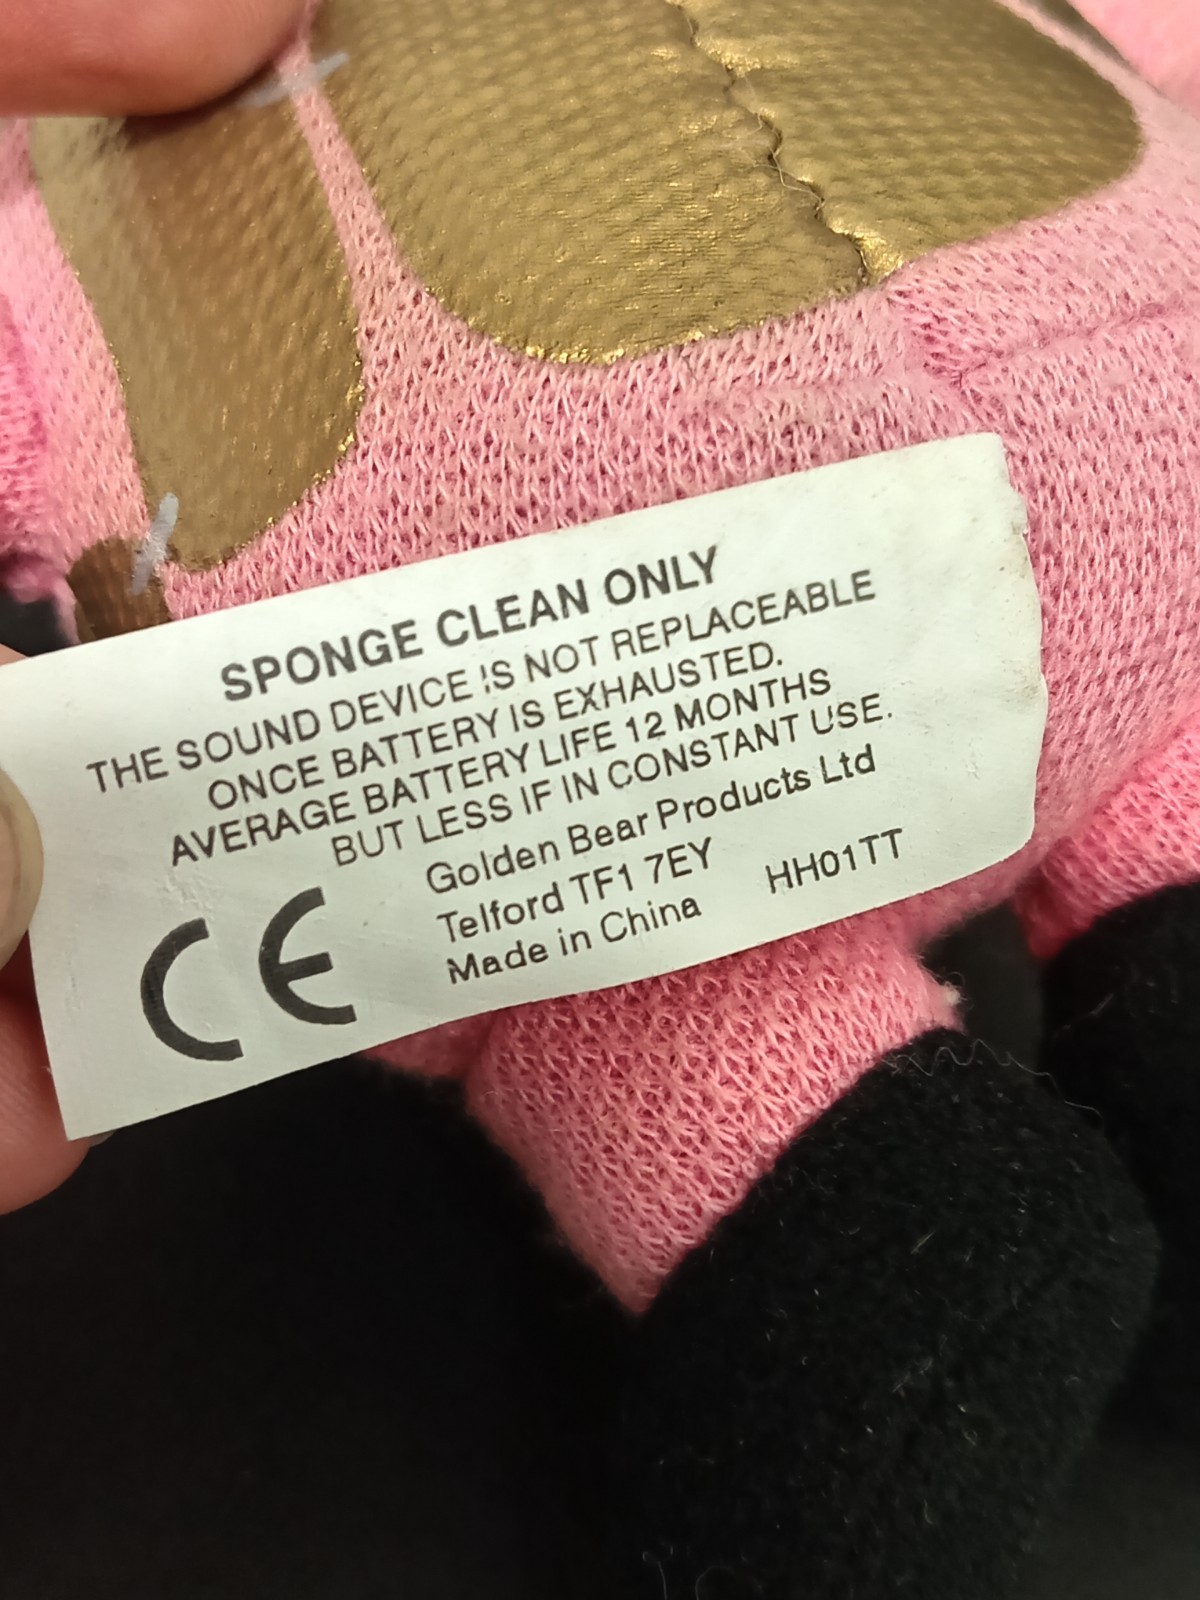 SPONGE CLEAN ONLY
THE SOUND DEVICE IS NOT REPLACEABLE
ONCE BATTERY IS EXHAUSTED.
AVERAGE BATTERY LIFE 12 MONTHS
BUT LESS IF IN CONSTANT USE.
Golden Bear Products Ltd
Telford TF1 7EY HH01TT
Made in China
CE